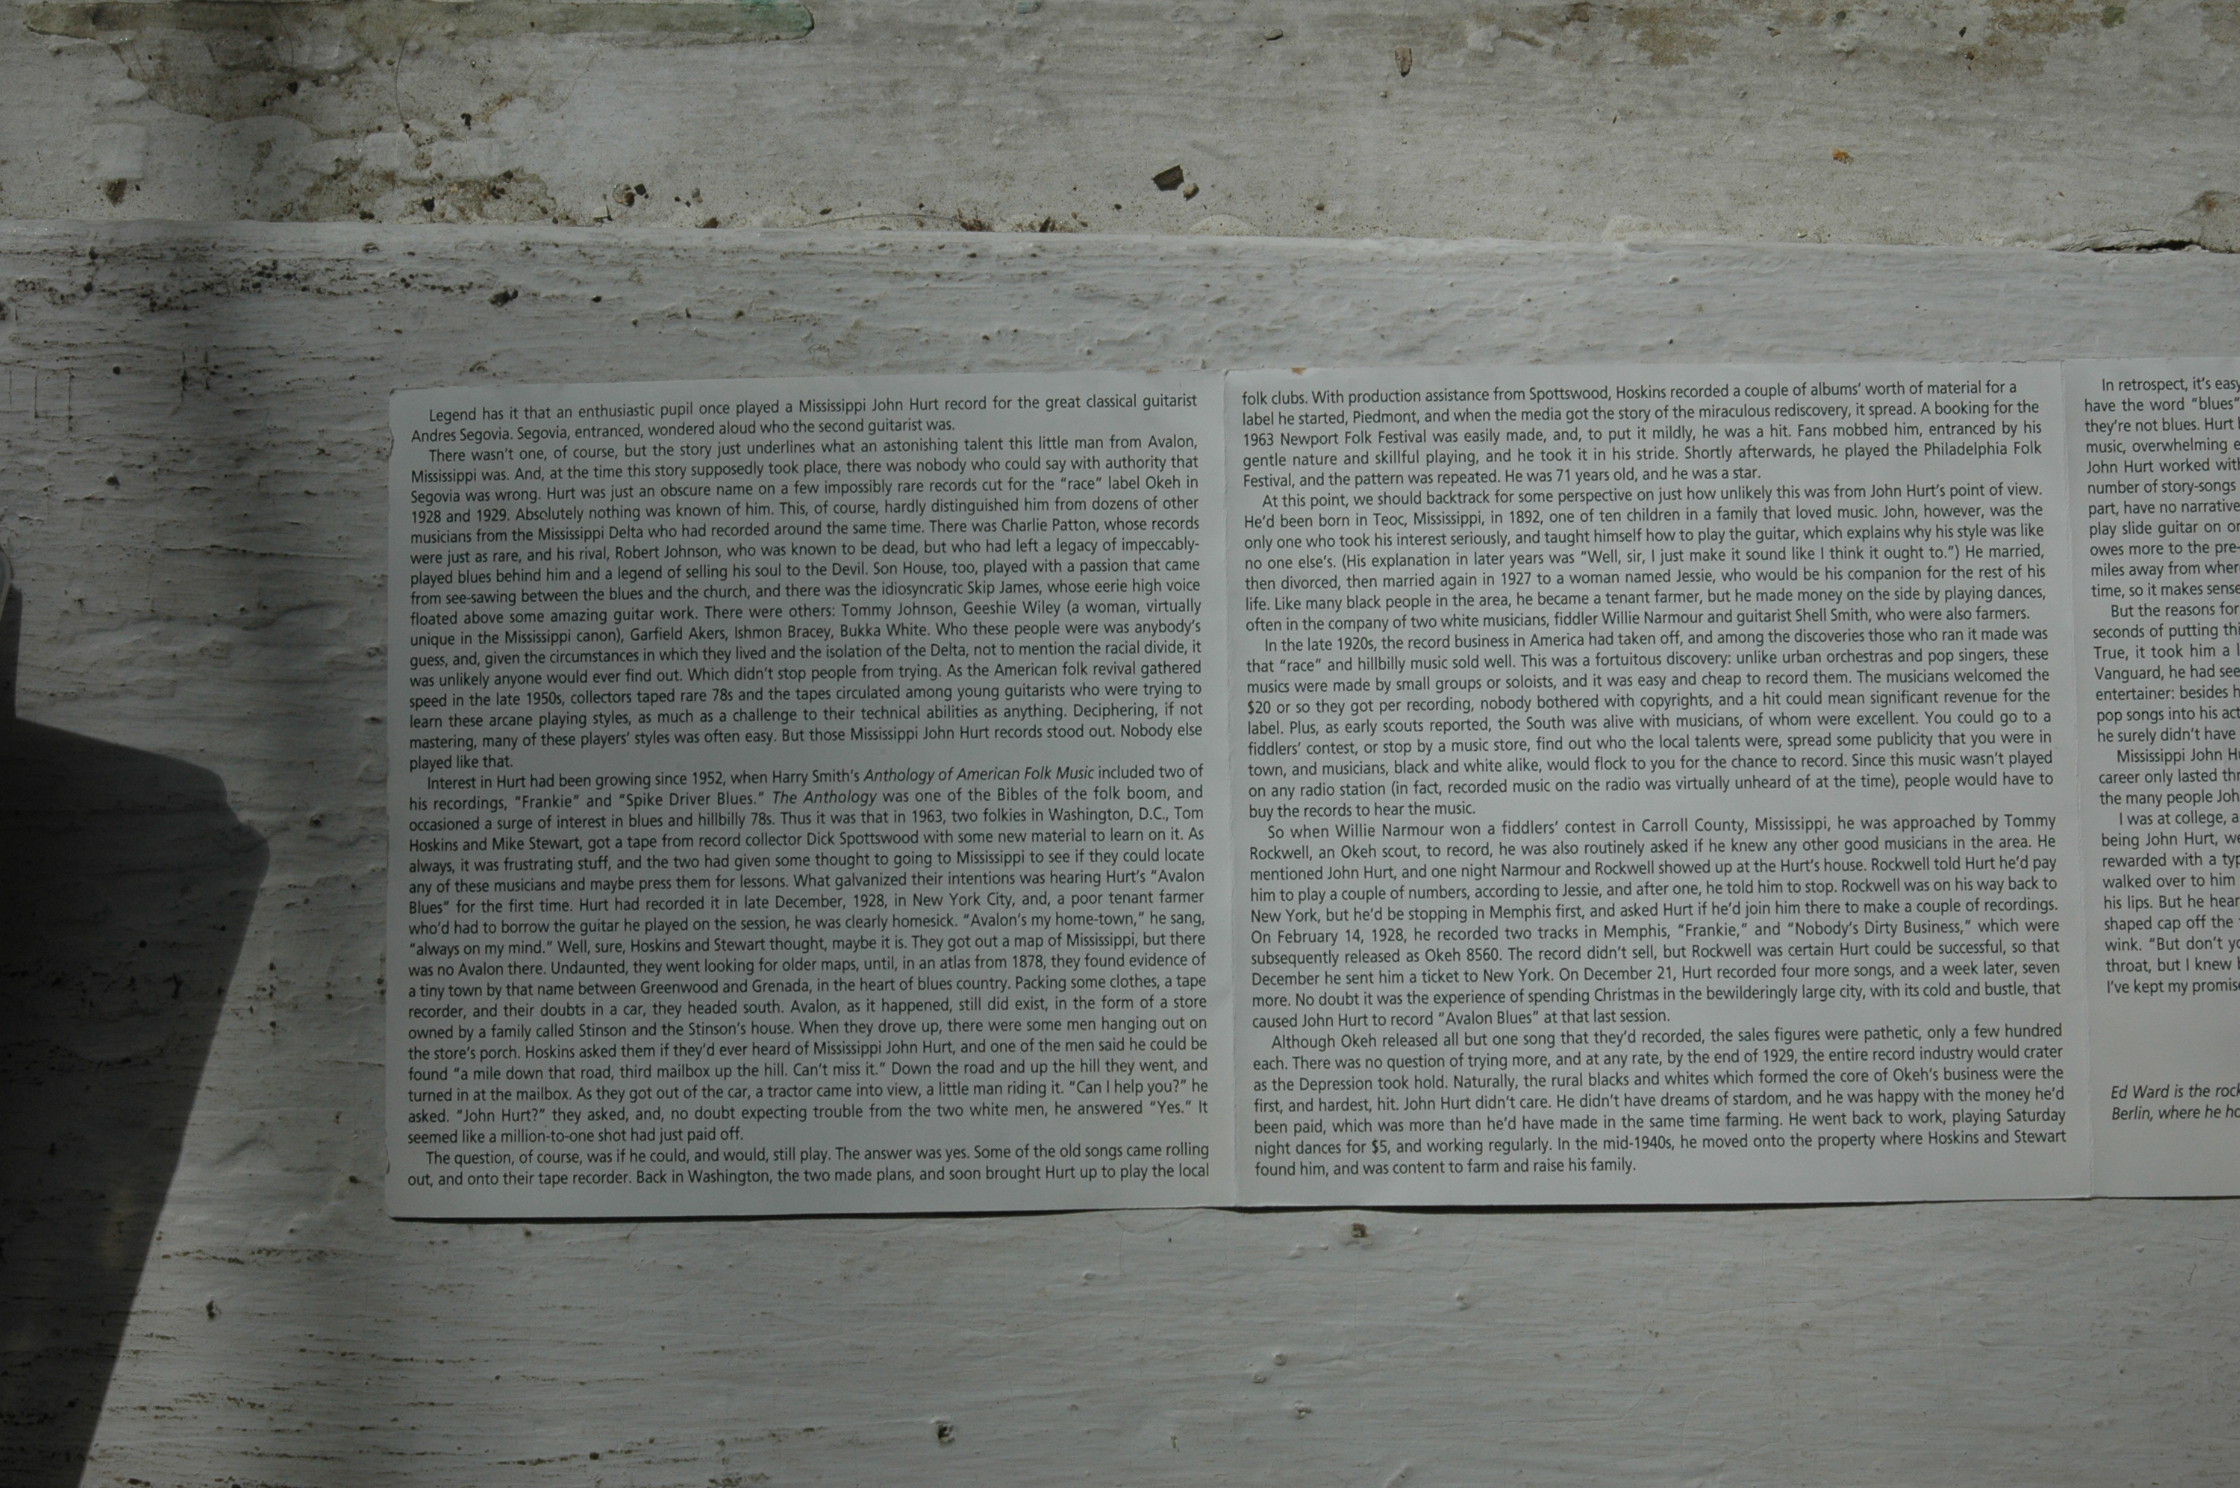 Legend has it that an enthusiastic pupil once played a Mississippi John Hurt record for the great classical guitarist
Andres Segovia. Segovia, entranced, wondered aloud who the second guitarist was.
There wasn't one, of course, but the story just underlines what an astonishing talent this little man from Avalon,
Mississippi was. And, at the time this story supposedly took place, there was nobody who could say with authority that
Segovia was wrong. Hurt was just an obscure name on a few impossibly rare records cut for the "race" label Okeh in
1928 and 1929. Absolutely nothing was known of him. This, of course, hardly distinguished him from dozens of other
musicians from the Mississippi Delta who had recorded around the same time. There was Charlie Patton, whose records
were just as rare, and his rival, Robert Johnson, who was known to be dead, but who had left a legacy of impeccably-
played blues behind him and a legend of selling his soul to the Devil. Son House, too, played with a passion that came
from see-sawing between the blues and the church, and there was the idiosyncratic Skip James, whose eerie high voice
floated above some amazing guitar work. There were others: Tommy Johnson, Geeshie Wiley (a woman, virtually
unique in the Mississippi canon), Garfield Akers, Ishmon Bracey, Bukka White. Who these people were was anybody's
guess, and, given the circumstances in which they lived and the isolation of the Delta, not to mention the racial divide, it
was unlikely anyone would ever find out. Which didn't stop people from trying. As the American folk revival gathered
speed in the late 1950s, collectors taped rare 78s and the tapes circulated among young guitarists who were trying to
learn these arcane playing styles, as much as a challenge to their technical abilities as anything. Deciphering, if not
mastering, many of these players' styles was often easy. But those Mississippi John Hurt records stood out. Nobody else
played like that.
Interest in Hurt had been growing since 1952, when Harry Smith's Anthology of American Folk Music included two of
his recordings, "Frankie" and "Spike Driver Blues." The Anthology was one of the Bibles of the folk boom, and
occasioned a surge of interest in blues and hillbilly 78s. Thus it was that in 1963, two folkies in Washington, D.C., Tom
Hoskins and Mike Stewart, got a tape from record collector Dick Spottswood with some new material to learn on it. As
always, it was frustrating stuff, and the two had given some thought to going to Mississippi to see if they could locate
any of these musicians and maybe press them for lessons. What galvanized their intentions was hearing Hurt's "Avalon
Blues" for the first time. Hurt had recorded it in late December, 1928, in New York City, and, a poor tenant farmer
who'd had to borrow the guitar he played on the session, he was clearly homesick. "Avalon's my home-town," he sang,
"always on my mind." Well, sure, Hoskins and Stewart thought, maybe it is. They got out a map of Mississippi, but there
was no Avalon there. Undaunted, they went looking for older maps, until, in an atlas from 1878, they found evidence of
a tiny town by that name between Greenwood and Grenada, in the heart of blues country. Packing some clothes, a tape
recorder, and their doubts in a car, they headed south. Avalon, as it happened, still did exist, in the form of a store
owned by a family called Stinson and the Stinson's house. When they drove up, there were some men hanging out on
the store's porch. Hoskins asked them if they'd ever heard of Mississippi John Hurt, and one of the men said he could be
found "a mile down that road, third mailbox up the hill. Can't miss it." Down the road and up the hill they went, and
turned in at the mailbox. As they got out of the car, a tractor came into view, a little man riding it. "Can I help you?" he
asked. "John Hurt?" they asked, and, no doubt expecting trouble from the two white men, he answered "Yes." It
seemed like a million-to-one shot had just paid off.
The question, of course, was if he could, and would, still play. The answer was yes. Some of the old songs came rolling
out, and onto their tape recorder. Back in Washington, the two made plans, and soon brought Hurt up to play the local
folk clubs. With production assistance from Spottswood, Hoskins recorded a couple of albums' worth of material for a
label he started, Piedmont, and when the media got the story of the miraculous rediscovery, it spread. A booking for the
1963 Newport Folk Festival was easily made, and, to put it mildly, he was a hit. Fans mobbed him, entranced by his
gentle nature and skillful playing, and he took it in his stride. Shortly afterwards, he played the Philadelphia Folk
Festival, and the pattern was repeated. He was 71 years old, and he was a star.
At this point, we should backtrack for some perspective on just how unlikely this was from John Hurt's point of view.
He'd been born in Teoc, Mississippi, in 1892, one of ten children in a family that loved music. John, however, was the
only one who took his interest seriously, and taught himself how to play the guitar, which explains why his style was like
no one else's. (His explanation in later years was "Well, sir, I just make it sound like I think it ought to.") He married,
then divorced, then married again in 1927 to a woman named Jessie, who would be his companion for the rest of his
life. Like many black people in the area, he became a tenant farmer, but he made money on the side by playing dances,
often in the company of two white musicians, fiddler Willie Narmour and guitarist Shell Smith, who were also farmers.
In the late 1920s, the record business in America had taken off, and among the discoveries those who ran it made was
that "race" and hillbilly music sold well. This was a fortuitous discovery: unlike urban orchestras and pop singers, these
musics were made by small groups or soloists, and it was easy and cheap to record them. The musicians welcomed the
$20 or so they got per recording, nobody bothered with copyrights, and a hit could mean significant revenue for the
label. Plus, as early scouts reported, the South was alive with musicians, of whom were excellent. You could go to a
fiddlers' contest, or stop by a music store, find out who the local talents were, spread some publicity that you were in
town, and musicians, black and white alike, would flock to you for the chance to record. Since this music wasn't played
on any radio station (in fact, recorded music on the radio was virtually unheard of at the time), people would have to
buy the records to hear the music.
So when Willie Narmour won a fiddlers' contest in Carroll County, Mississippi, he was approached by Tommy
Rockwell, an Okeh scout, to record, he was also routinely asked if he knew any other good musicians in the area. He
mentioned John Hurt, and one night Narmour and Rockwell showed up at the Hurt's house. Rockwell told Hurt he'd pay
him to play a couple of numbers, according to Jessie, and after one, he told him to stop. Rockwell was on his way back to
New York, but he'd be stopping in Memphis first, and asked Hurt if he'd join him there to make a couple of recordings.
On February 14, 1928, he recorded two tracks in Memphis, "Frankie," and "Nobody's Dirty Business," which were
subsequently released as Okeh 8560. The record didn't sell, but Rockwell was certain Hurt could be successful, so that
December he sent him a ticket to New York. On December 21, Hurt recorded four more songs, and a week later, seven
more. No doubt it was the experience of spending Christmas in the bewilderingly large city, with its cold and bustle, that
caused John Hurt to record "Avalon Blues" at that last session.
Although Okeh released all but one song that they'd recorded, the sales figures were pathetic, only a few hundred
each. There was no question of trying more, and at any rate, by the end of 1929, the entire record industry would crater
as the Depression took hold. Naturally, the rural blacks and whites which formed the core of Okeh's business were the
first, and hardest, hit. John Hurt didn't care. He didn't have dreams of stardom, and he was happy with the money he'd
been paid, which was more than he'd have made in the same time farming. He went back to work, playing Saturday
night dances for $5, and working regularly. In the mid-1940s, he moved onto the property where Hoskins and Stewart
found him, and was content to farm and raise his family.
In retrospect, it's easy
have the word "blues"
they're not blues. Hurt
music, overwhelming
John Hurt worked with
number of story-songs
part, have no narrative
play slide guitar on
owes more to the pre-
miles away from
time, so it makes sense
But the reasons for
seconds of putting
True, it took him a
Vanguard, he had
entertainer: besides
pop songs into his act
he surely didn't have
Mississippi John
career only lasted
the many people
I was at college,
being John Hurt,
rewarded with a
walked over to him
his lips. But he
shaped cap off the
wink. "But don't
throat, but I knew
I've kept my
Ed Ward is the
Berlin, where he